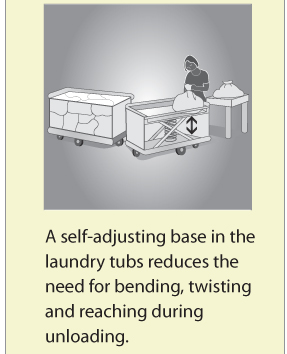 A self-adjusting base in the
laundry tubs reduces the
need for bending, twisting
and reaching during
unloading.